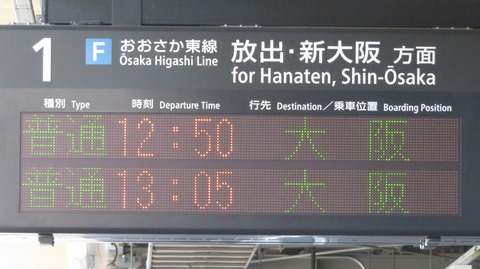 1 F おおさか東線 放出・新大阪 方面
Ōsaka Higashi Line for Hanaten, Shin-Ōsaka
種別 Type 時刻 Departure Time 行先 Destination／乗車位置 Boarding Position
普通 12:50 大阪
普通 13:05 大阪